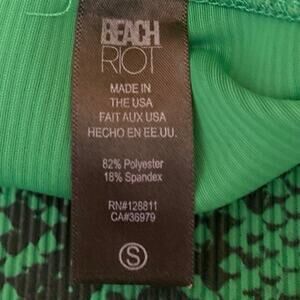 BEACH
RIOT
MADE IN
THE USA
FAIT AUX USA
HECHO EN EE.UU.
82% Polyester
18% Spandex
RN#126811
CA#36979
S